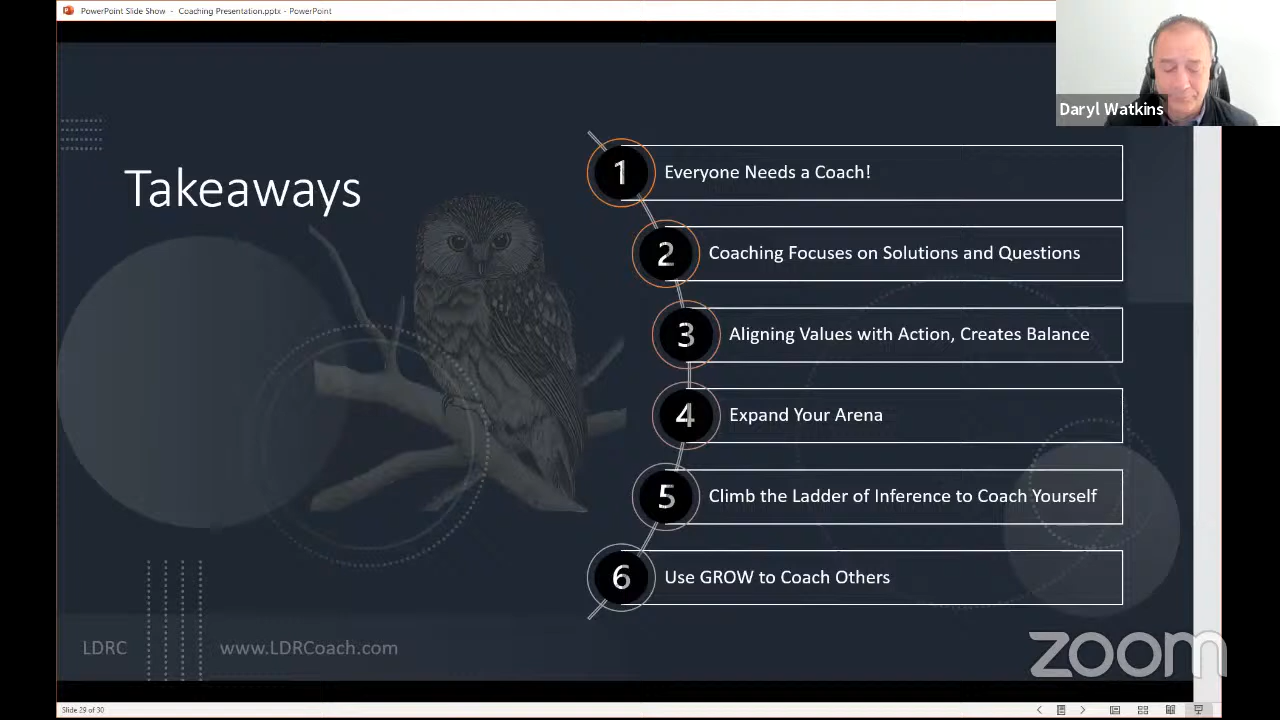 PowerPoint Slide Show - Coaching Presentation.pptx - PowerPoint
Daryl Watkins
Takeaways
1 Everyone Needs a Coach!
2 Coaching Focuses on Solutions and Questions
3 Aligning Values with Action, Creates Balance
4 Expand Your Arena
5 Climb the Ladder of Inference to Coach Yourself
6 Use GROW to Coach Others
LDRC
www.LDRCoach.com
zoom
Slide 29 of 30